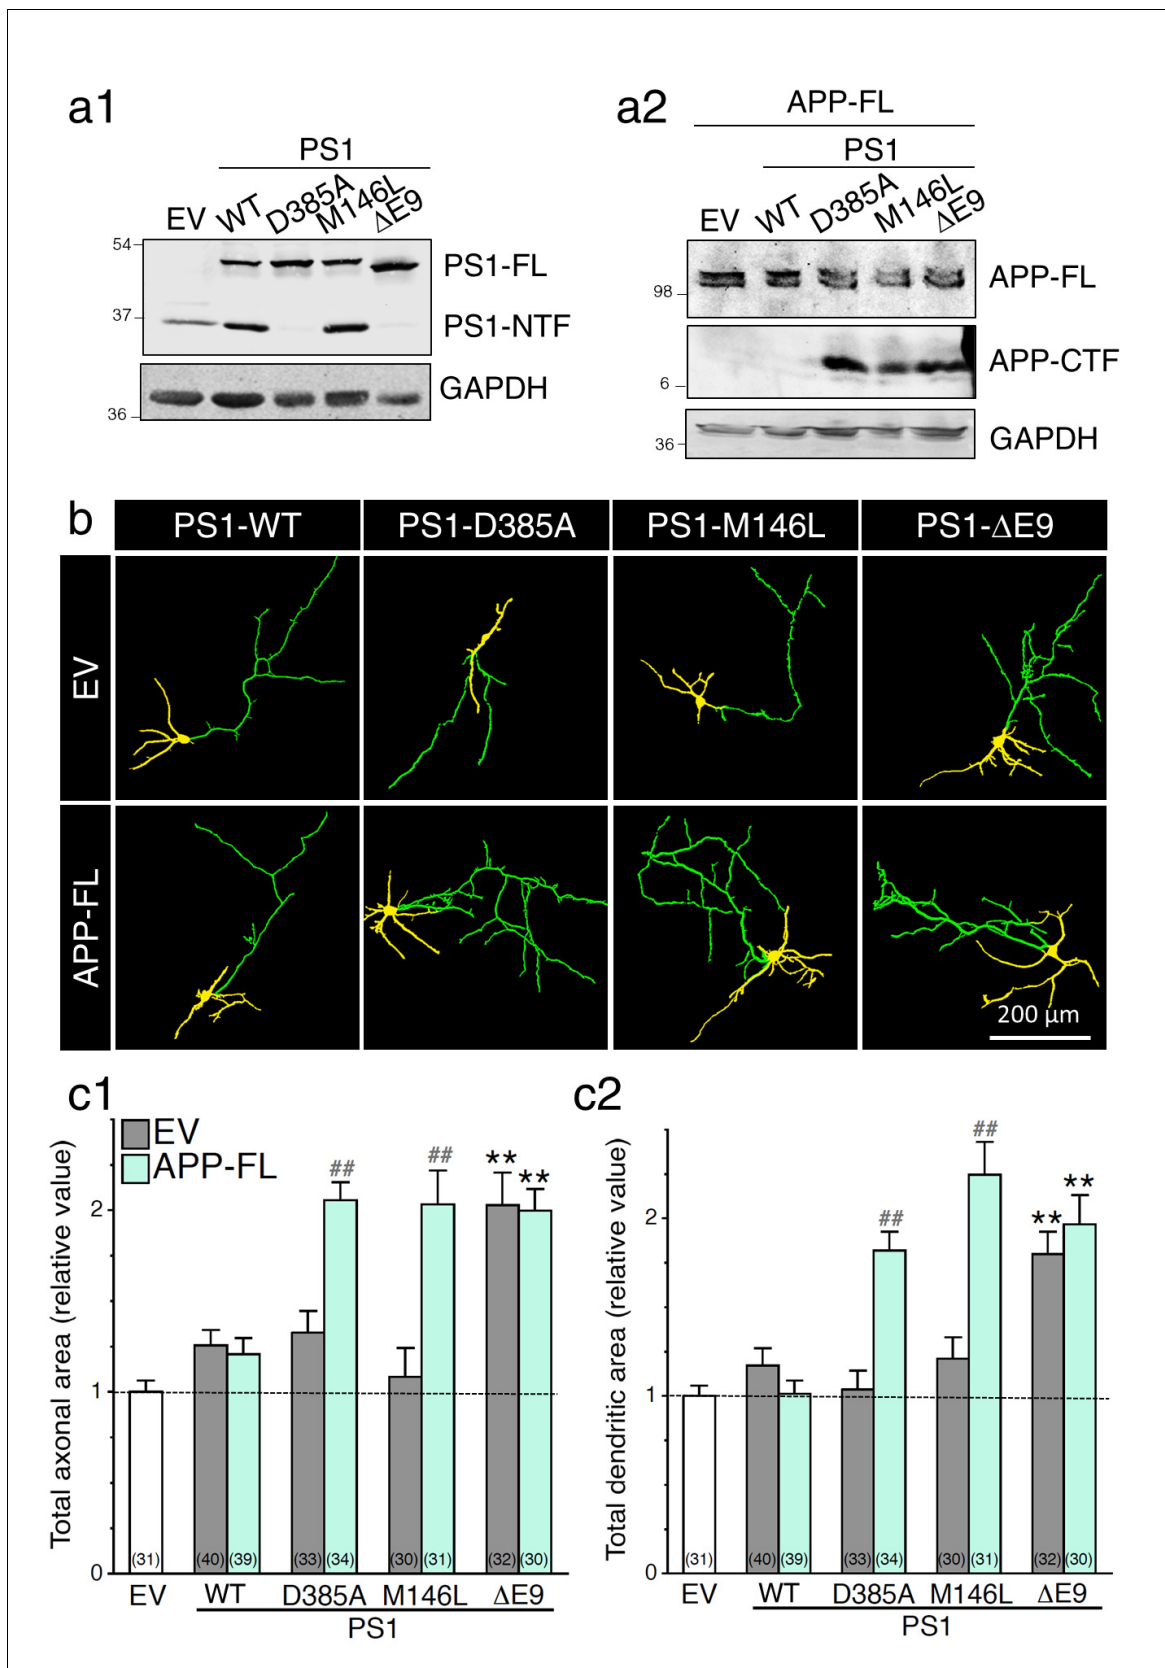 a1
PS1
EV WT D385A M146L ΔE9
54
PS1-FL
37
PS1-NTF
GAPDH
36
a2
APP-FL
PS1
EV WT D385A M146L ΔE9
APP-FL
98
APP-CTF
6
GAPDH
36
b
PS1-WT PS1-D385A PS1-M146L PS1-ΔE9
EV
APP-FL
200 µm
c1
EV
APP-FL
Total axonal area (relative value)
2
1
0
## ## ** **
(31) (40) (39) (33) (34) (30) (31) (32) (30)
EV WT D385A M146L ΔE9
PS1
c2
Total dendritic area (relative value)
2
1
0
## ## ** **
(31) (40) (39) (33) (34) (30) (31) (32) (30)
EV WT D385A M146L ΔE9
PS1